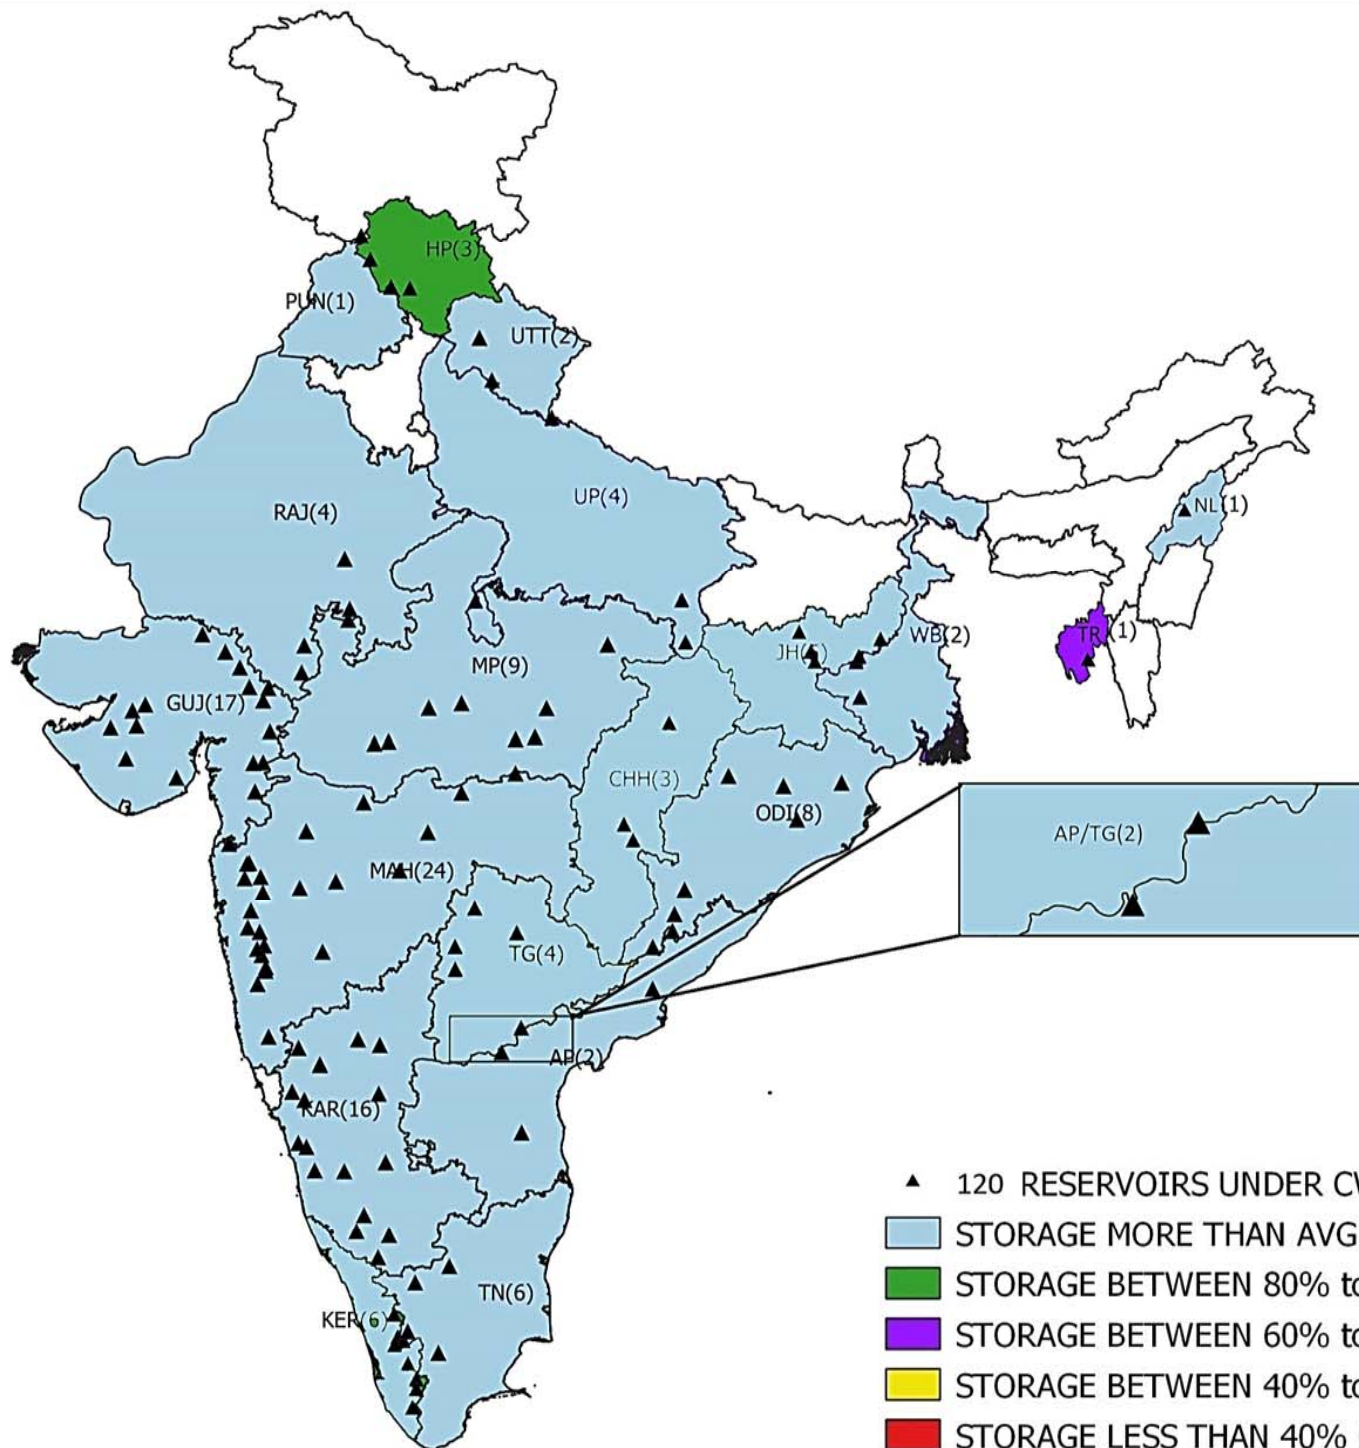 HP(3)
PUN(1)
UTT(2)
UP(4)
NL(1)
RAJ(4)
TR (1)
WB(2)
MP(9)
GUJ(17)
CHH(3)
ODI(8)
AP/TG(2)
MAH(24)
TG(4)
AP(2)
KAR(16)
TN(6)
KER(6)
120 RESERVOIRS UNDER
STORAGE MORE THAN AVG
STORAGE BETWEEN 80%
STORAGE BETWEEN 60%
STORAGE BETWEEN 40%
STORAGE LESS THAN 40%